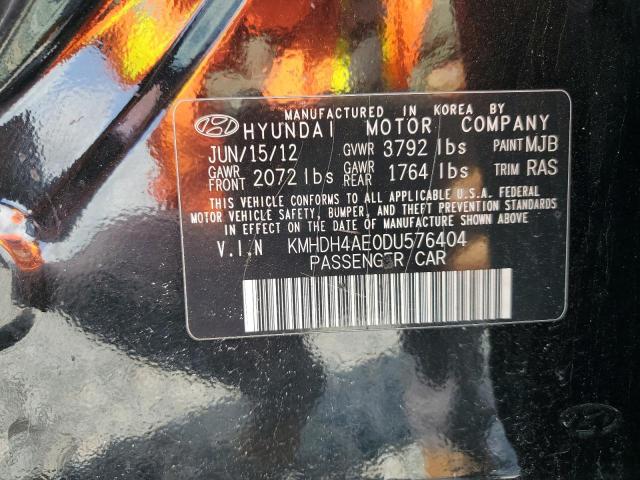 MANUFACTURED IN KOREA BY
HYUNDAI MOTOR COMPANY
JUN/15/12 GVWR 3792 lbs PAINT MJB
GAWR FRONT 2072 lbs GAWR REAR 1764 lbs TRIM RAS
THIS VEHICLE CONFORMS TO ALL APPLICABLE U.S.A. FEDERAL
MOTOR VEHICLE SAFETY, BUMPER, AND THEFT PREVENTION STANDARDS
IN EFFECT ON THE DATE OF MANUFACTURE SHOWN ABOVE.
V.I.N KMHDH4AE0DU576404
PASSENGER CAR